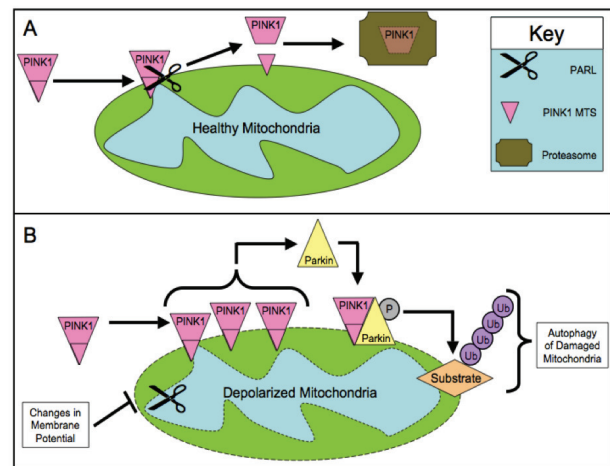 A
PINK1
PINK1
PINK1
PINK1
Healthy Mitochondria
Key
PARL
PINK1 MTS
Proteasome
B
Parkin
PINK1
PINK1
PINK1
PINK1
PINK1
P
Parkin
Ub
Ub
Ub
Ub
Substrate
Autophagy
of Damaged
Mitochondria
Depolarized Mitochondria
Changes in
Membrane
Potential